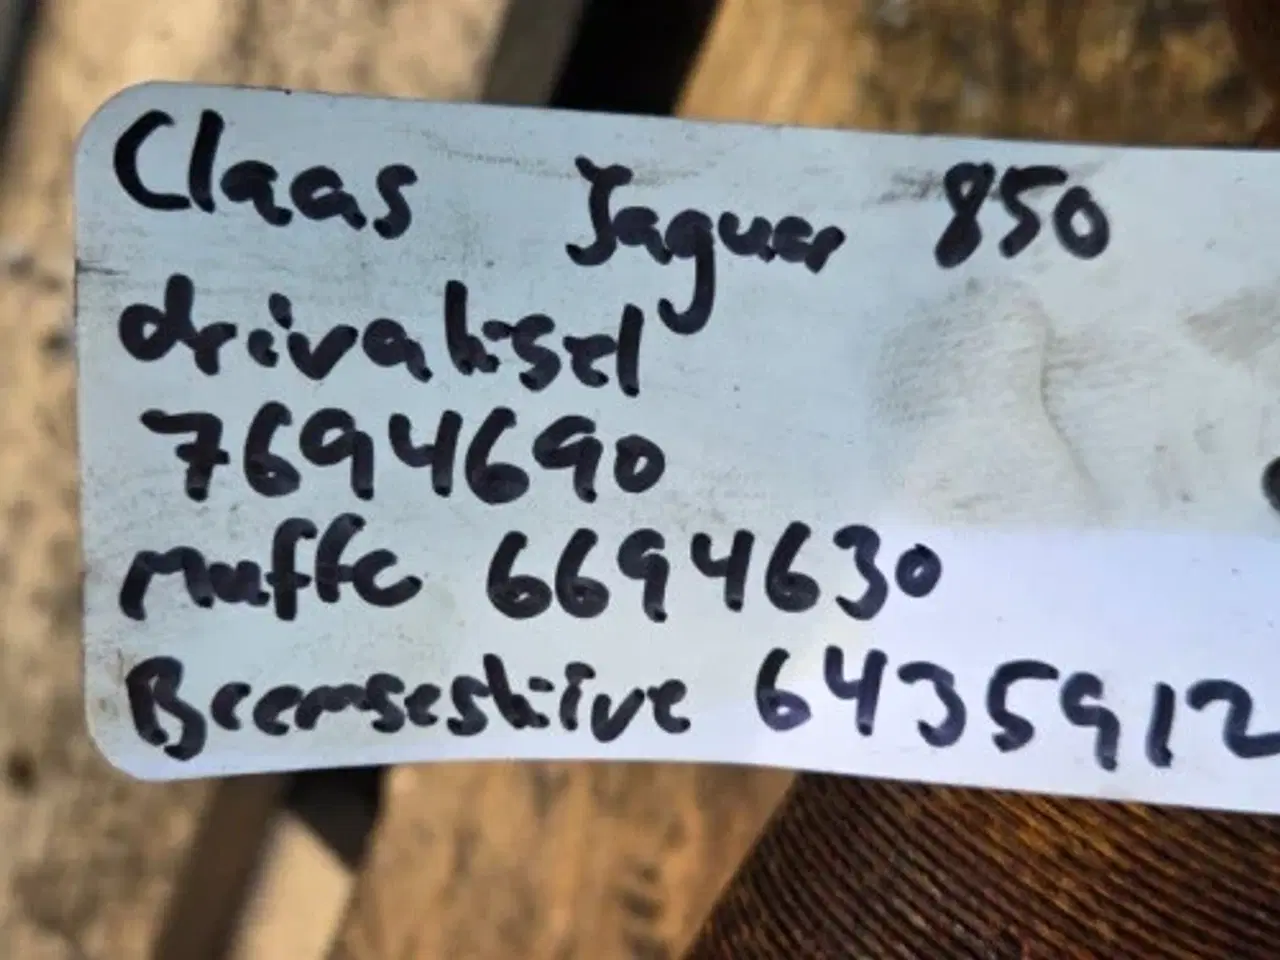 Claas Jaguar 850
drivaksel
7694690
Muffe 6694630
Bremseskive 6435912